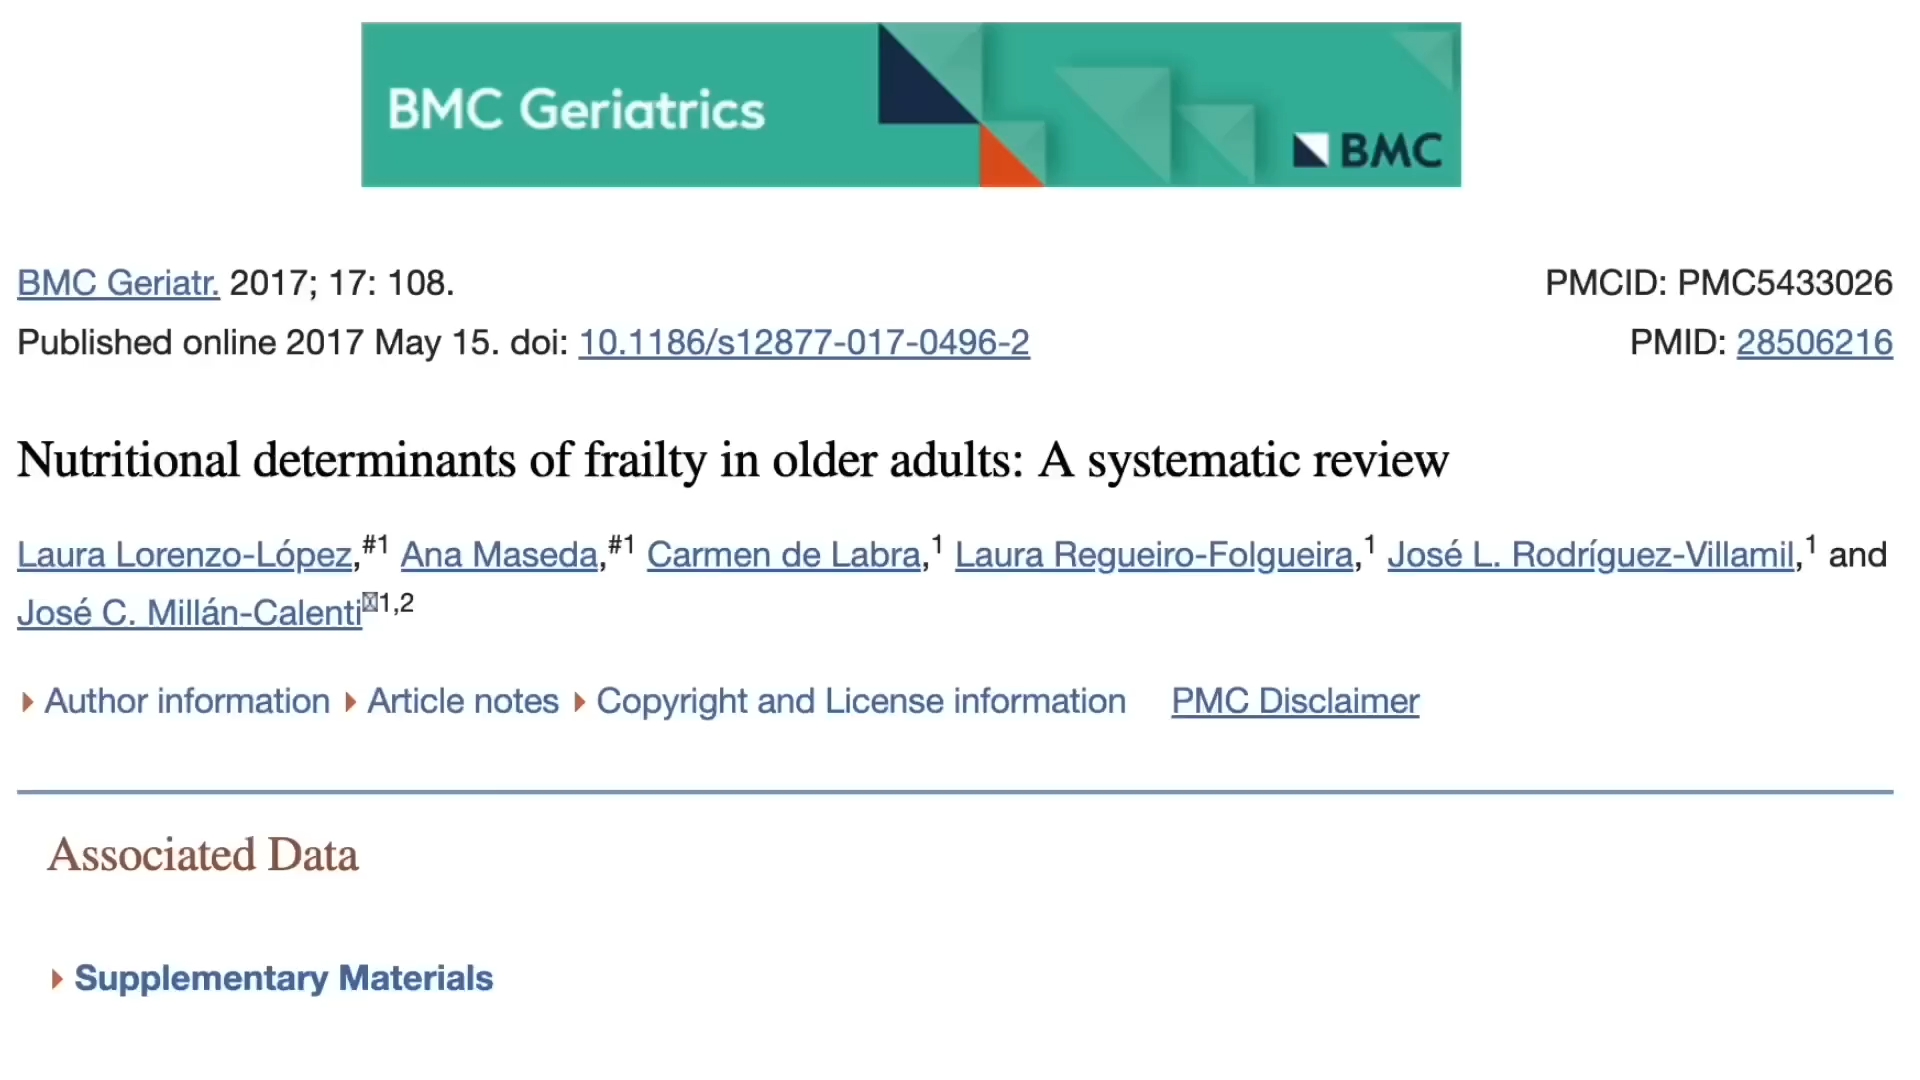 BMC Geriatrics
BMC
BMC Geriatr. 2017; 17: 108.
PMCID: PMC5433026
Published online 2017 May 15. doi: 10.1186/s12877-017-0496-2
PMID: 28506216
Nutritional determinants of frailty in older adults: A systematic review
Laura Lorenzo-López,#1 Ana Maseda,#1 Carmen de Labra,1 Laura Regueiro-Folgueira,1 José L. Rodríguez-Villamil,1 and
José C. Millán-Calenti1,2
Author information Article notes Copyright and License information PMC Disclaimer
Associated Data
Supplementary Materials